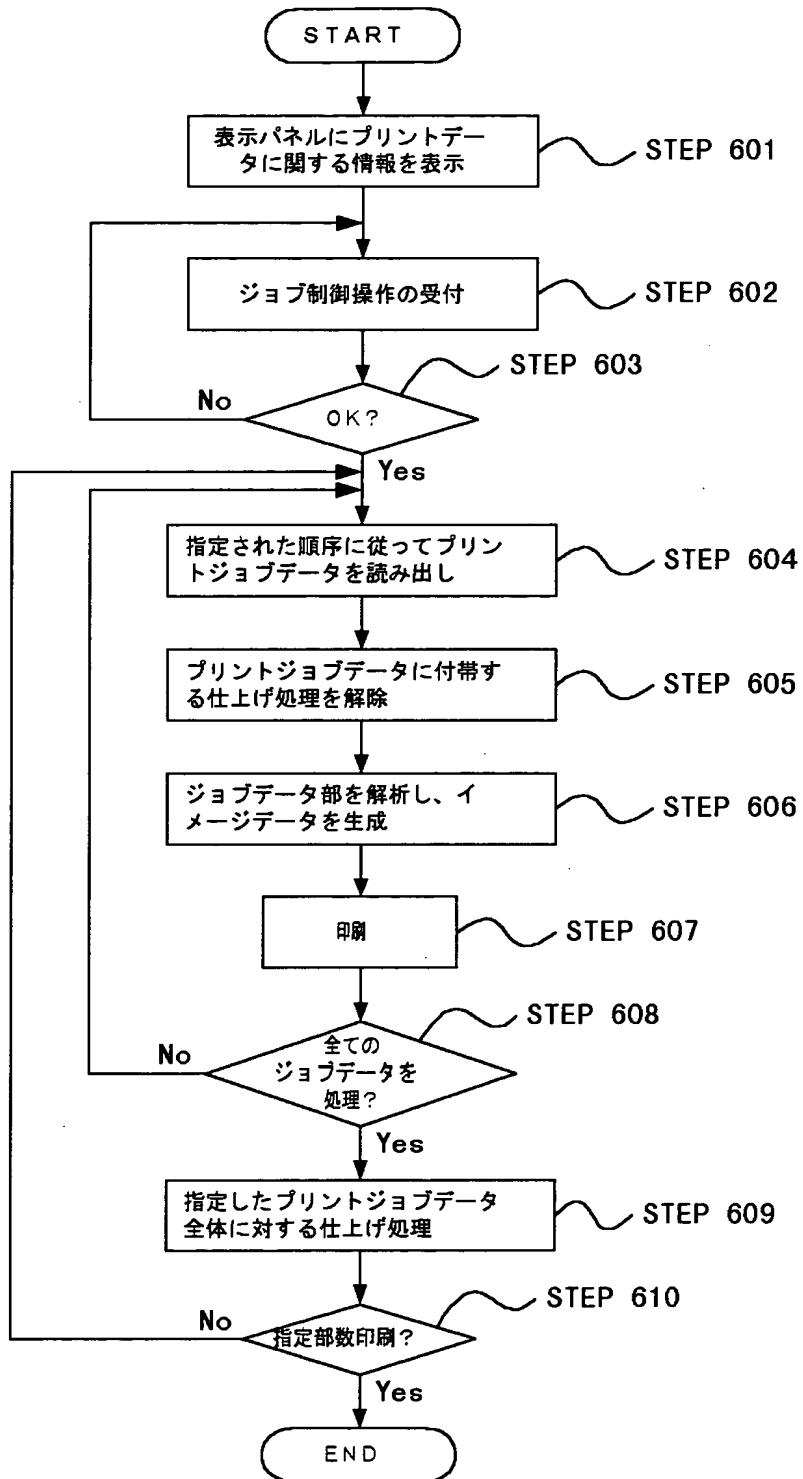 START
表示パネルにプリントデー
タに関する情報を表示
STEP 601
ジョブ制御操作の受付
STEP 602
STEP 603
No
OK?
Yes
指定された順序に従ってプリン
トジョブデータを読み出し
STEP 604
プリントジョブデータに付帯す
る仕上げ処理を解除
STEP 605
ジョブデータ部を解析し、イ
メージデータを生成
STEP 606
印刷
STEP 607
STEP 608
No
全ての
ジョブデータを
処理?
Yes
指定したプリントジョブデータ
全体に対する仕上げ処理
STEP 609
STEP 610
No
指定部数印刷?
Yes
END